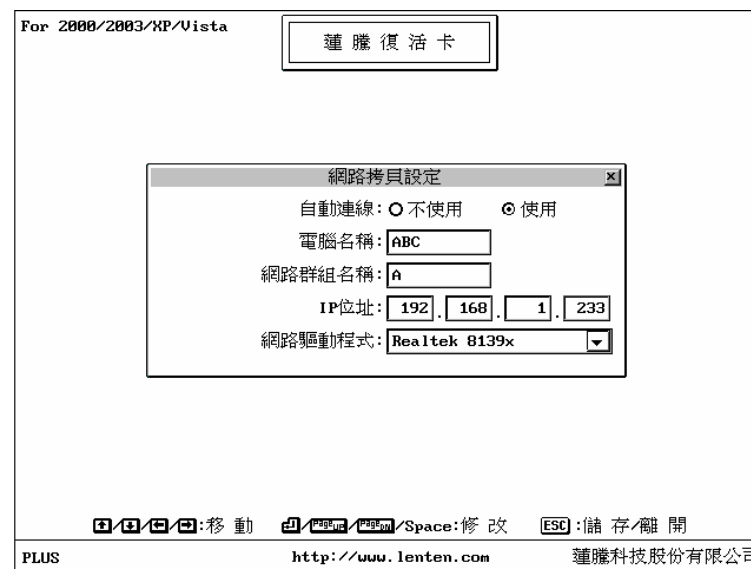 For 2000/2003/XP/Vista
蓮騰復活卡
網路拷貝設定
自動連線: 不使用 使用
電腦名稱: ABC
網路群組名稱: A
IP位址: 192 . 168 . 1 . 233
網路驅動程式: Realtek 8139x
:移動 /PageUP/PageDN/Space:修改 ESC:儲存/離開
PLUS http://www.lenten.com 蓮騰科技股份有限公司